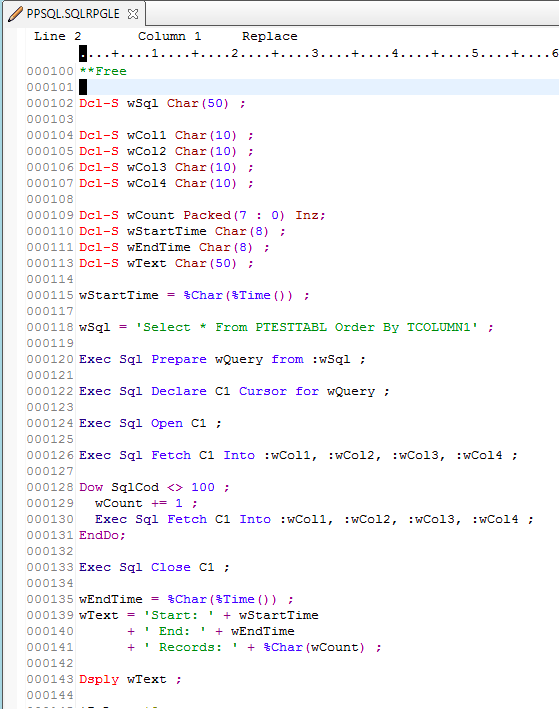 PPSQL.SQLRPGLE
Line 2 Column 1 Replace
....+....1....+....2....+....3....+....4....+....5....+....6
000100 **Free
000101
000102 Dcl-S wSql Char(50) ;
000103
000104 Dcl-S wCol1 Char(10) ;
000105 Dcl-S wCol2 Char(10) ;
000106 Dcl-S wCol3 Char(10) ;
000107 Dcl-S wCol4 Char(10) ;
000108
000109 Dcl-S wCount Packed(7 : 0) Inz;
000110 Dcl-S wStartTime Char(8) ;
000111 Dcl-S wEndTime Char(8) ;
000113 Dcl-S wText Char(50) ;
000114
000115 wStartTime = %Char(%Time()) ;
000117
000118 wSql = 'Select * From PTESTTABL Order By TCOLUMN1' ;
000119
000120 Exec Sql Prepare wQuery from :wSql ;
000121
000122 Exec Sql Declare C1 Cursor for wQuery ;
000123
000124 Exec Sql Open C1 ;
000125
000126 Exec Sql Fetch C1 Into :wCol1, :wCol2, :wCol3, :wCol4 ;
000127
000128 Dow SqlCod <> 100 ;
000129   wCount += 1 ;
000130   Exec Sql Fetch C1 Into :wCol1, :wCol2, :wCol3, :wCol4 ;
000131 EndDo;
000132
000133 Exec Sql Close C1 ;
000134
000135 wEndTime = %Char(%Time()) ;
000139 wText = 'Start: ' + wStartTime
000140       + ' End: ' + wEndTime
000141       + ' Records: ' + %Char(wCount) ;
000142
000143 Dsply wText ;
000144